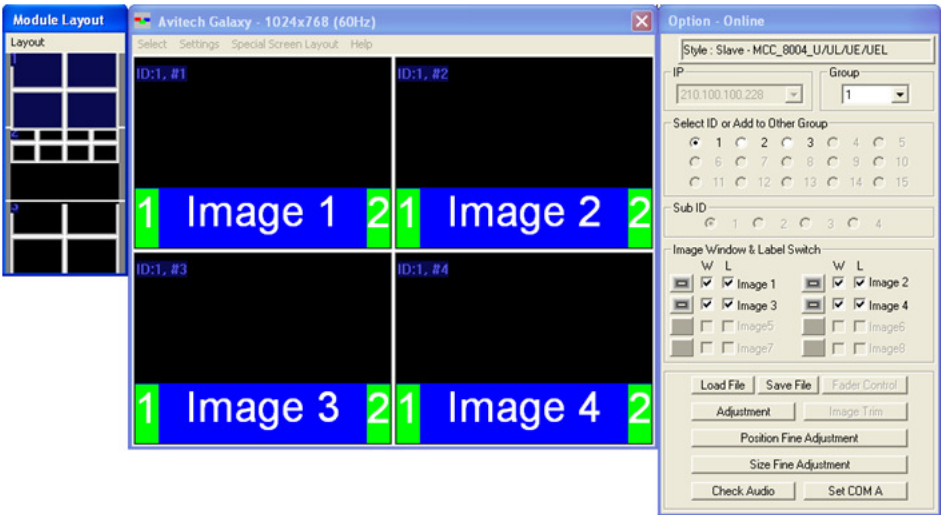 Module Layout
Layout
1
2
3
Avitech Galaxy - 1024x768 (60Hz)
Select Settings Special Screen Layout Help
ID:1, #1 ID:1, #2
1 Image 1 2 1 Image 2 2
ID:1, #3 ID:1, #4
1 Image 3 2 1 Image 4 2
Option - Online
Style : Slave - MCC_8004_U/UL/UE/UEL
IP Group
210.100.100.228 1
Select ID or Add to Other Group
1 2 3 4 5
6 7 8 9 10
11 12 13 14 15
Sub ID
1 2 3 4
Image Window & Label Switch
W L W L
Image 1 Image 2
Image 3 Image 4
Image5 Image6
Image7 Image8
Load File Save File Fader Control
Adjustment Image Trim
Position Fine Adjustment
Size Fine Adjustment
Check Audio Set COM A